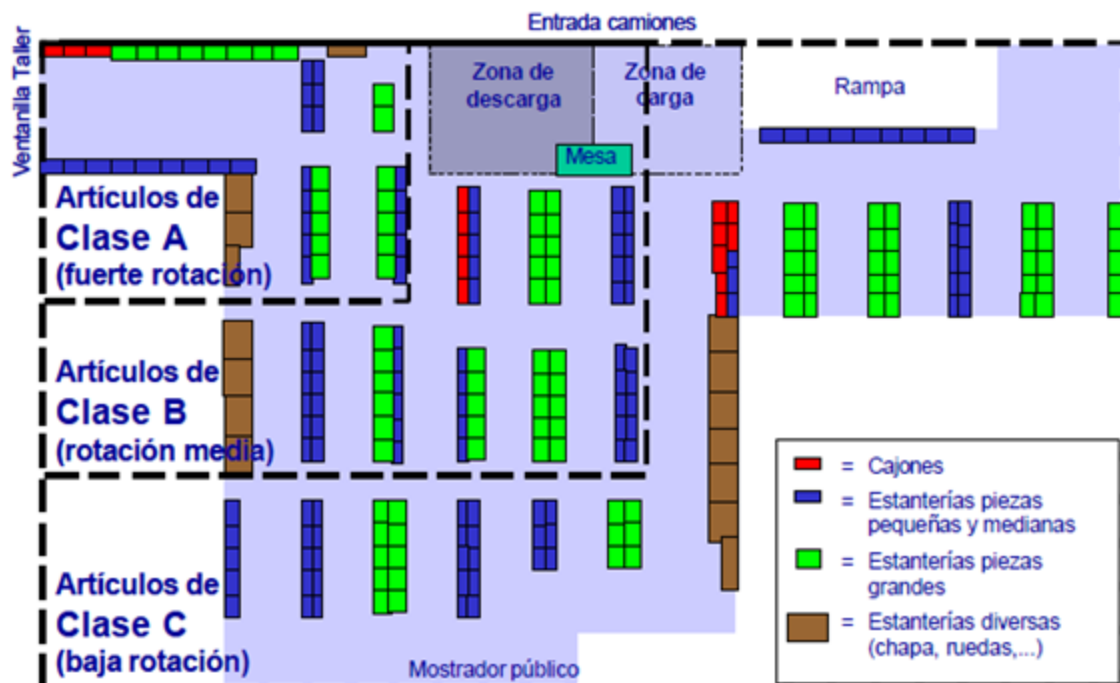 Entrada camiones
Ventanilla Taller
Zona de
descarga
Zona de
carga
Rampa
Mesa
Artículos de
Clase A
(fuerte rotación)
Artículos de
Clase B
(rotación media)
Artículos de
Clase C
(baja rotación)
Mostrador público
= Cajones
= Estanterías piezas
pequeñas y medianas
= Estanterías piezas
grandes
= Estanterías diversas
(chapa, ruedas,...)